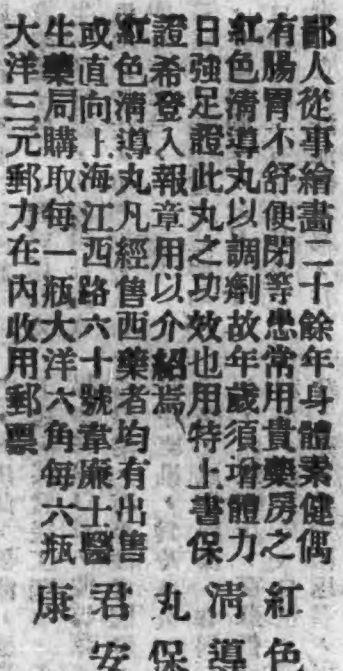 鄙人從事繪畫二十餘年身體素健偶
有腸胃不舒便閉等患常用貴藥房之
紅色清導丸以調劑故年歲須增體力
日強足證此丸之功效也用特上書保
證希登入報章用以介紹焉
紅色清導丸凡經售西藥者均有出售
或直向上海江西路六十號韋廉士醫
生藥局購取每一瓶大洋六角每六瓶
大洋三元郵力在內收用郵票
紅色
清導
丸保
君安
康